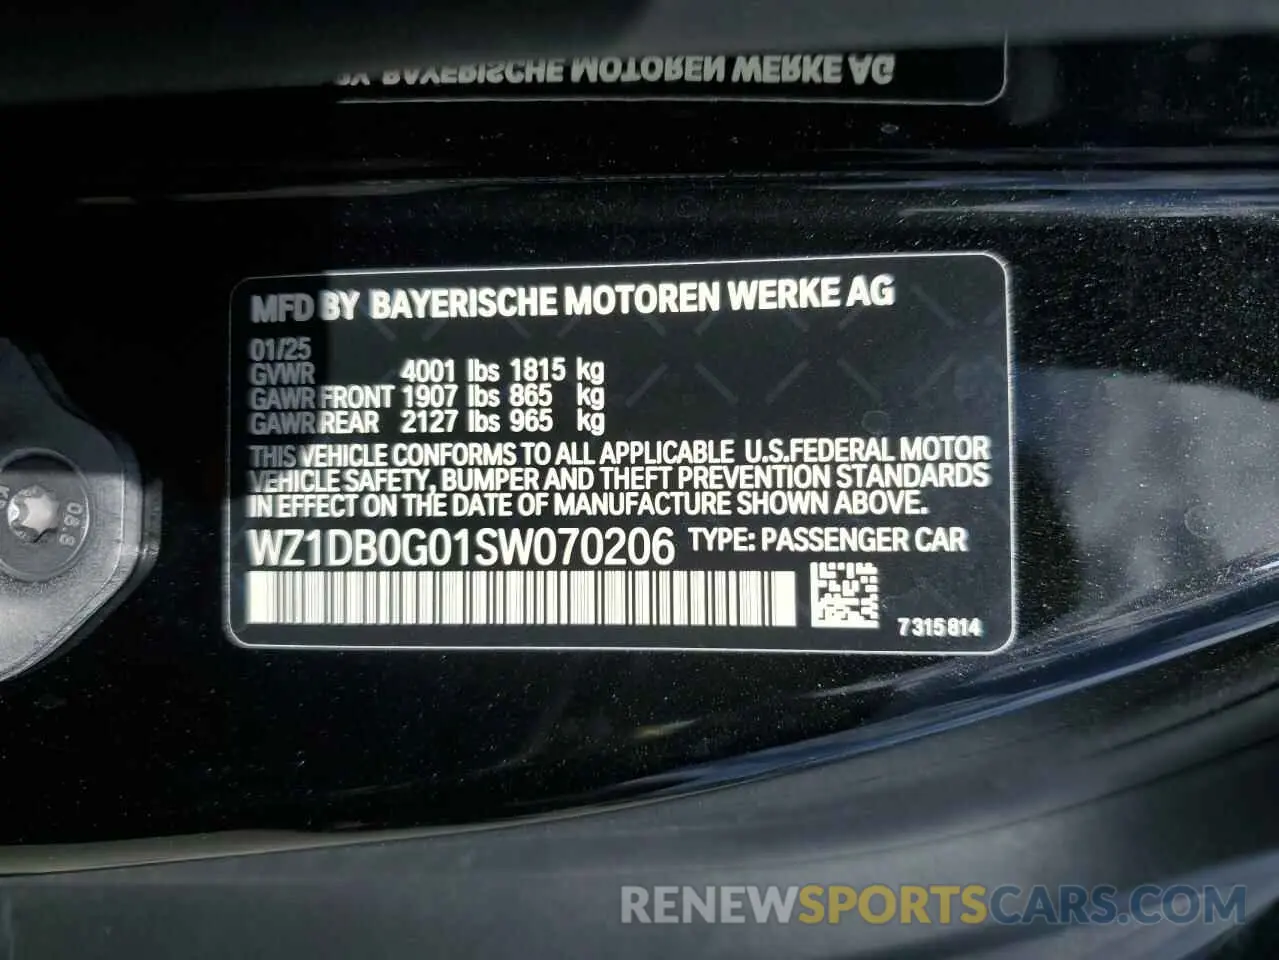 BY BAYERISCHE MOTOREN WERKE AG
MFD BY BAYERISCHE MOTOREN WERKE AG
01/25
GVWR 4001 lbs 1815 kg
GAWR FRONT 1907 lbs 865 kg
GAWR REAR 2127 lbs 965 kg
THIS VEHICLE CONFORMS TO ALL APPLICABLE U.S.FEDERAL MOTOR
VEHICLE SAFETY, BUMPER AND THEFT PREVENTION STANDARDS
IN EFFECT ON THE DATE OF MANUFACTURE SHOWN ABOVE.
WZ1DB0G01SW070206 TYPE: PASSENGER CAR
7315814
RENEWSPORTSCARS.COM